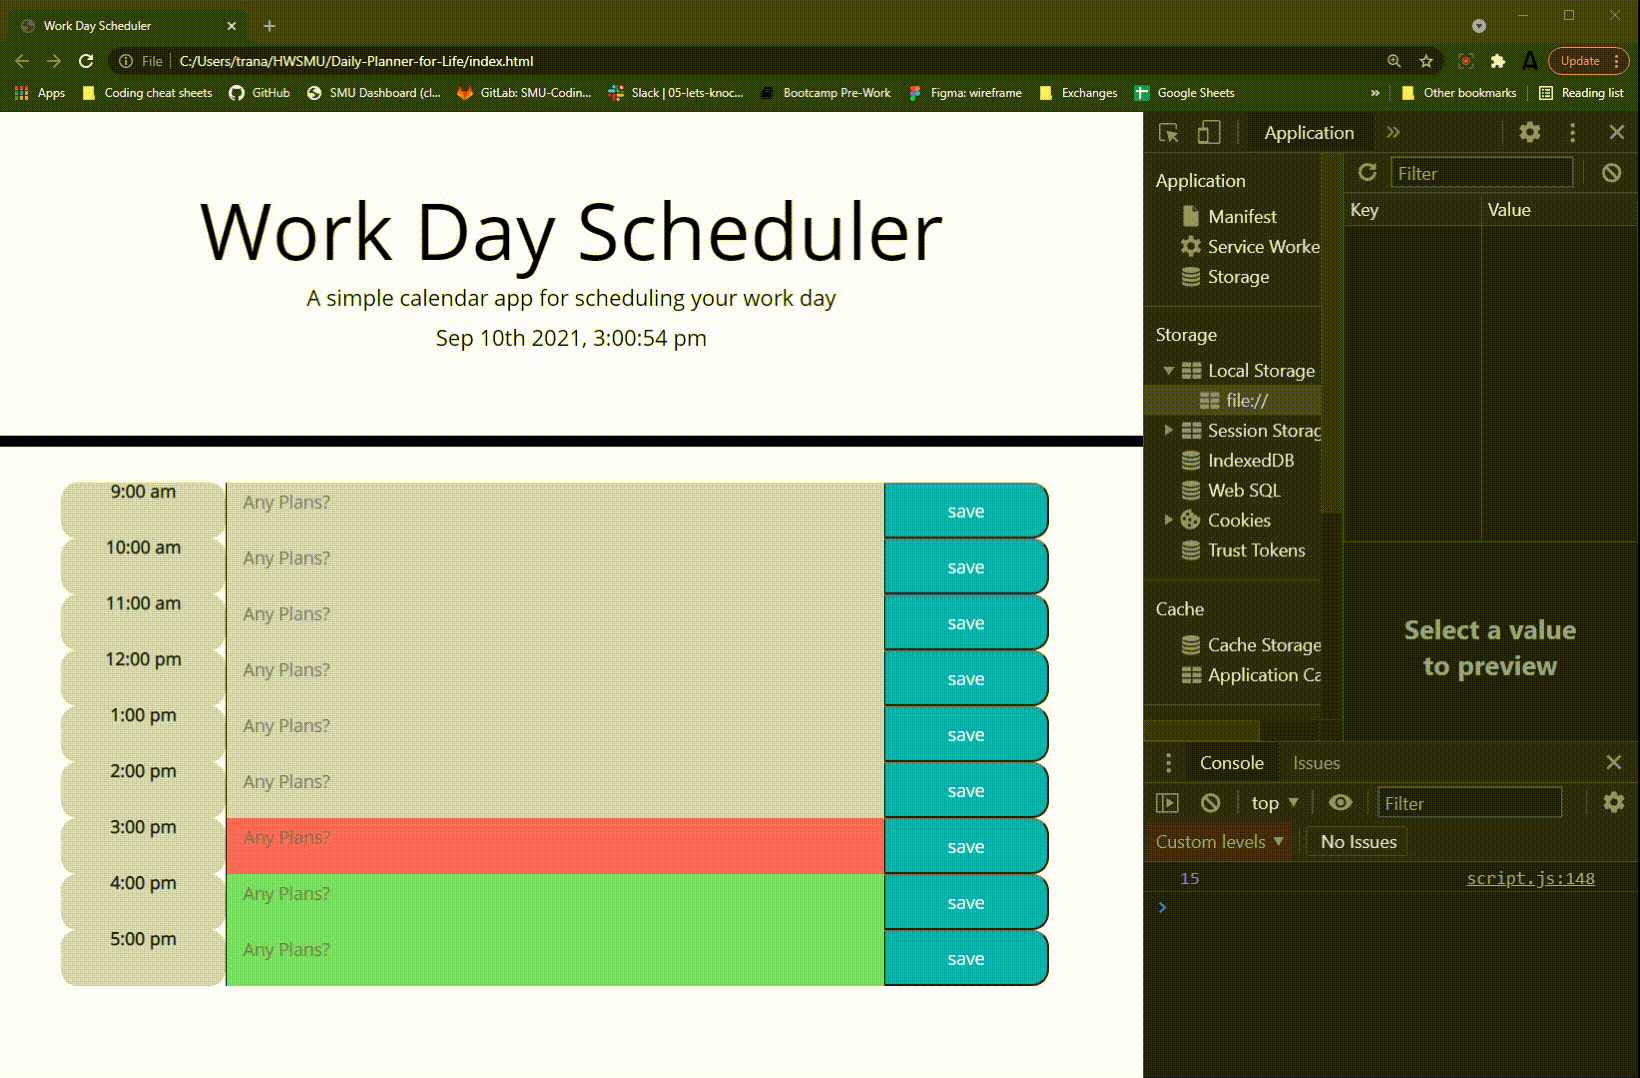 Work Day Scheduler
File C:/Users/trana/HWSMU/Daily-Planner-for-Life/index.html
Update
Apps Coding cheat sheets GitHub SMU Dashboard (cl... GitLab: SMU-Codin... Slack | 05-lets-knoc... Bootcamp Pre-Work Figma: wireframe Exchanges Google Sheets » Other bookmarks Reading list
Work Day Scheduler
A simple calendar app for scheduling your work day
Sep 10th 2021, 3:00:54 pm
9:00 am Any Plans? save
10:00 am Any Plans? save
11:00 am Any Plans? save
12:00 pm Any Plans? save
1:00 pm Any Plans? save
2:00 pm Any Plans? save
3:00 pm Any Plans? save
4:00 pm Any Plans? save
5:00 pm Any Plans? save
Application »
Application
Manifest
Service Worke
Storage
Storage
Local Storage
file://
Session Storag
IndexedDB
Web SQL
Cookies
Trust Tokens
Cache
Cache Storage
Application Ca
Filter
Key Value
Select a value
to preview
Console Issues
top Filter
Custom levels No Issues
15 script.js:148